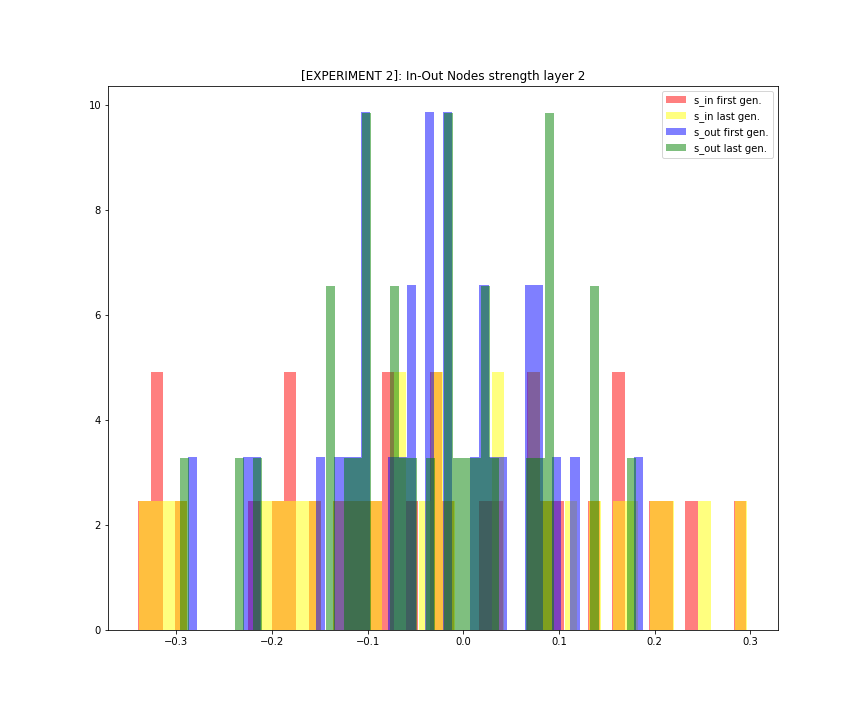 [EXPERIMENT 2]: In-Out Nodes strength layer 2
s_in first gen.
s_in last gen.
s_out first gen.
s_out last gen.
10
8
6
4
2
0
−0.3 −0.2 −0.1 0.0 0.1 0.2 0.3